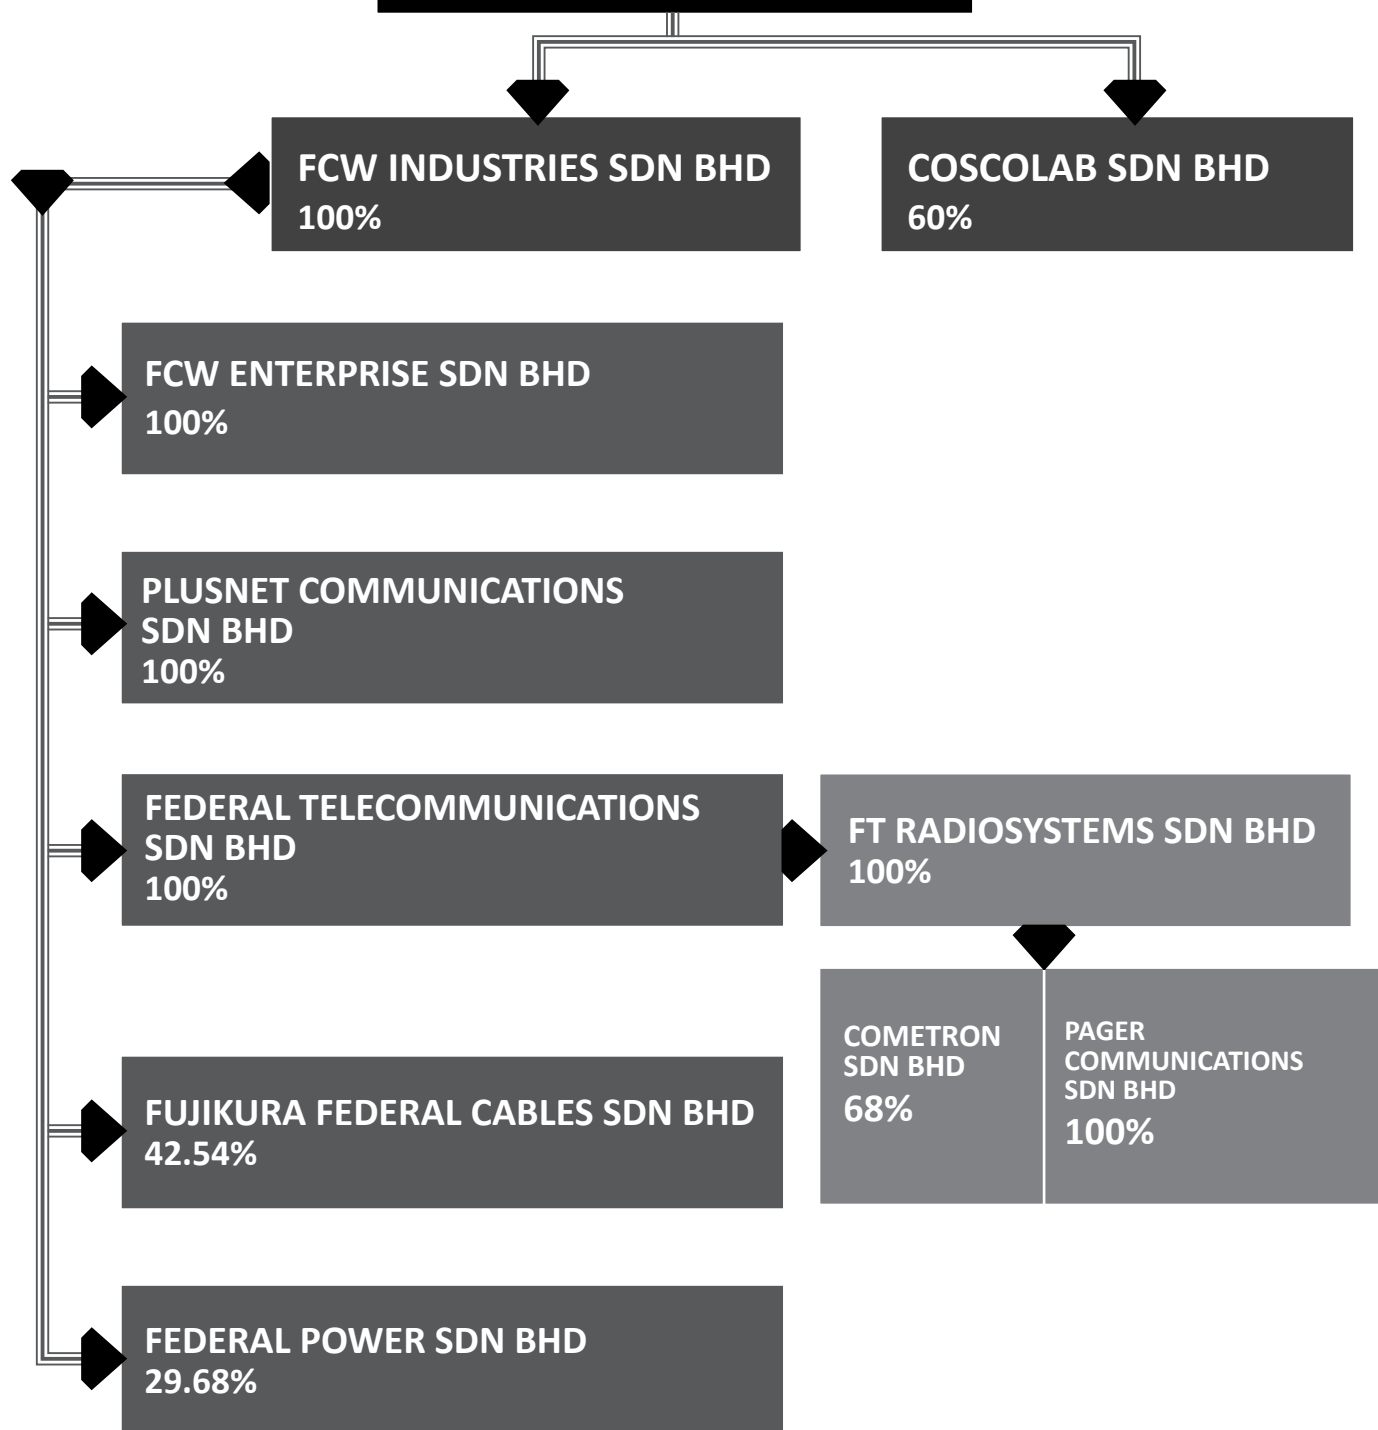 FCW INDUSTRIES SDN BHD
100%
COSCOLAB SDN BHD
60%
FCW ENTERPRISE SDN BHD
100%
PLUSNET COMMUNICATIONS
SDN BHD
100%
FEDERAL TELECOMMUNICATIONS
SDN BHD
100%
FT RADIOSYSTEMS SDN BHD
100%
COMETRON
SDN BHD
68%
PAGER
COMMUNICATIONS
SDN BHD
100%
FUJIKURA FEDERAL CABLES SDN BHD
42.54%
FEDERAL POWER SDN BHD
29.68%